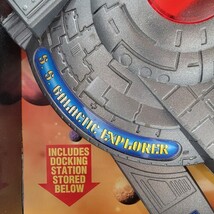 S S GALACTIC EXPLORER
INCLUDES
DOCKING
STATION
STORED
BELOW